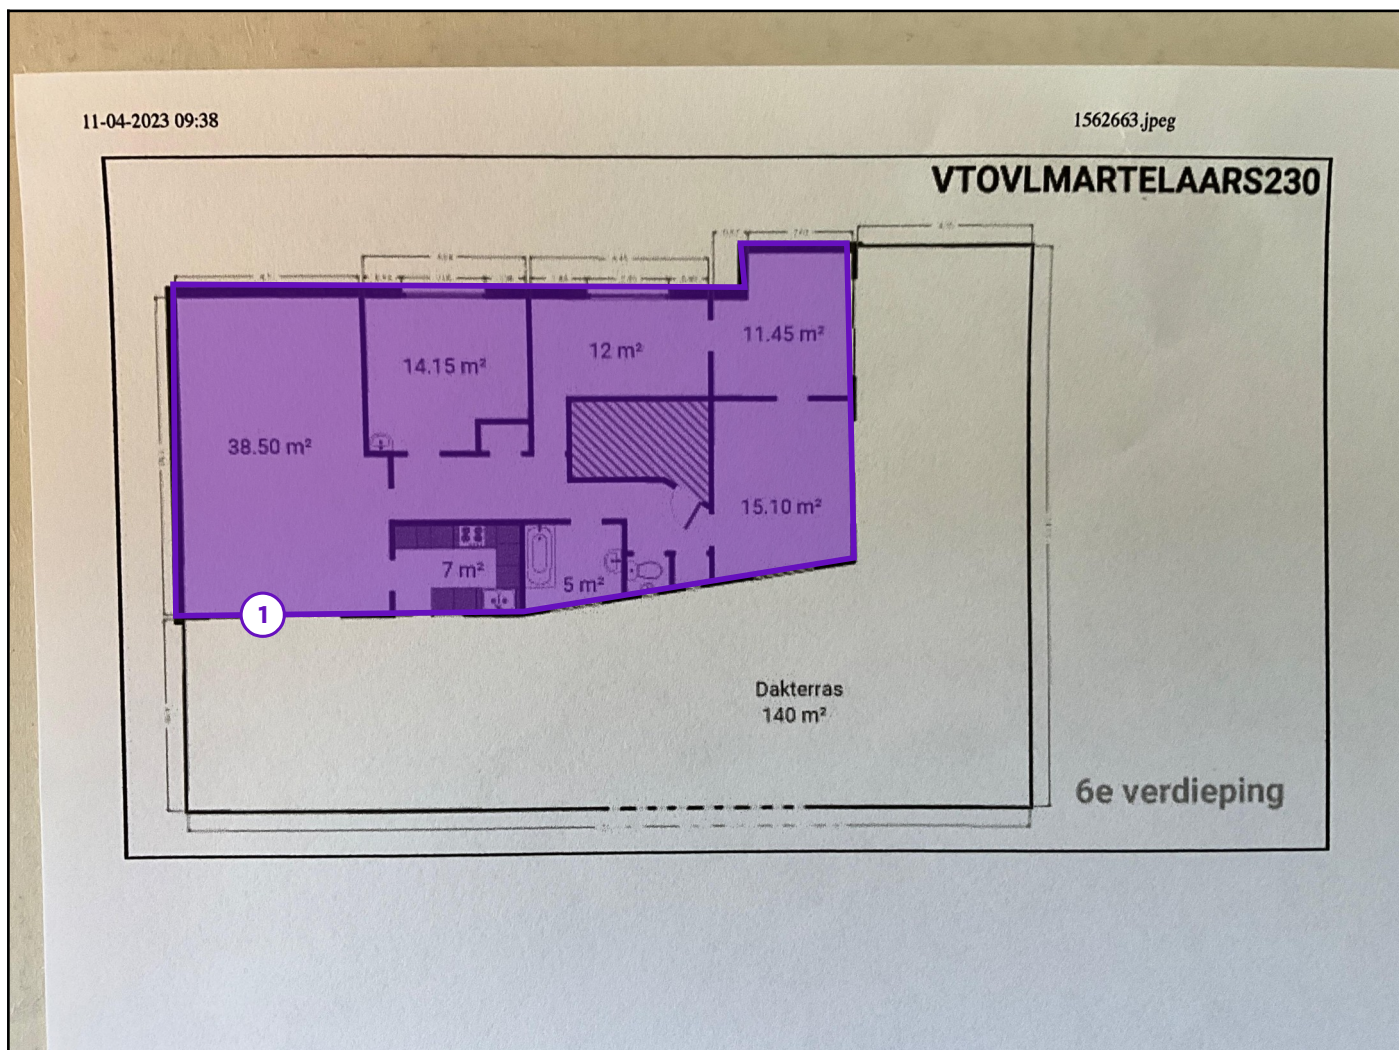 11-04-2023 09:38
1562663.jpeg
VTOVLMARTELAARS230
11.45 m²
12 m²
14.15 m²
38.50 m²
15.10 m²
7 m²
5 m²
1
Dakterras
140 m²
6e verdieping